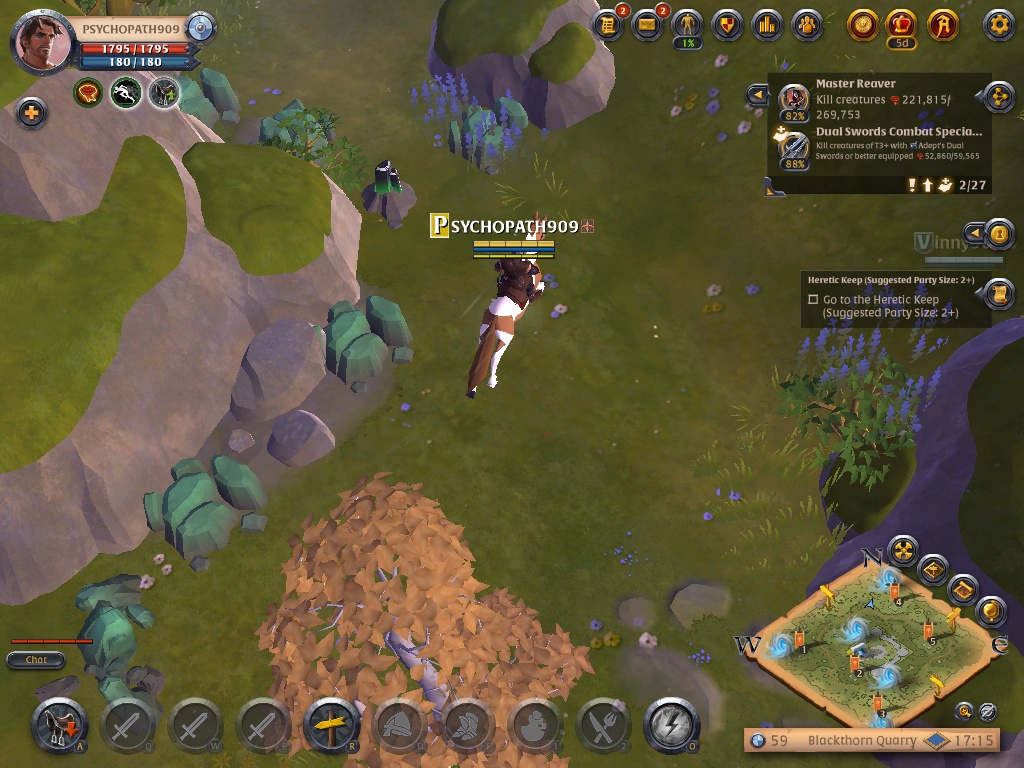 PSYCHOPATH909
1795 / 1795
180 / 180
2
2
1%
5d
Master Reaver
Kill creatures 221,815/
269,753
82%
Dual Swords Combat Specia...
Kill creatures of T3+ with Adept's Dual
Swords or better equipped 52,860/59,565
88%
2/27
PSYCHOPATH909
Vinny
Heretic Keep (Suggested Party Size: 2+)
Go to the Heretic Keep
(Suggested Party Size: 2+)
N
W
E
4
5
1
2
3
Chat
A
Q
W
E
R
D
F
2
O
59
Blackthorn Quarry
17:15